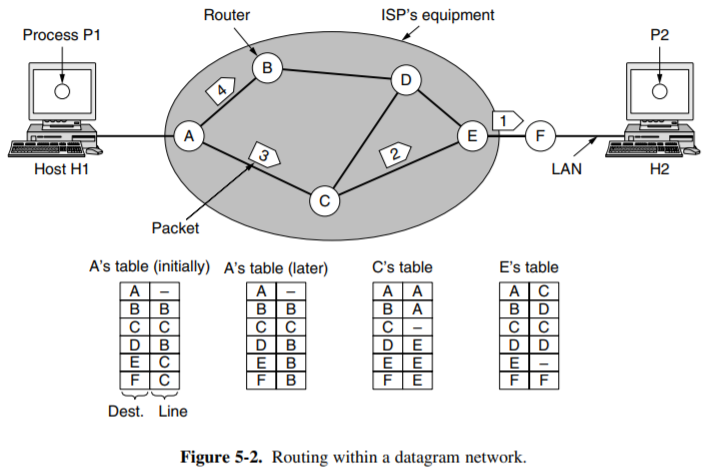 Router
ISP's equipment
Process P1
P2
B
D
4
1
A
E
F
3
2
C
Host H1
LAN
H2
Packet
A's table (initially) A's table (later) C's table E's table
A – A – A A A C
B B B B B A B D
C C C C C – C C
D B D B D E D D
E C E B E E E –
F C F B F E F F
Dest. Line
Figure 5-2. Routing within a datagram network.